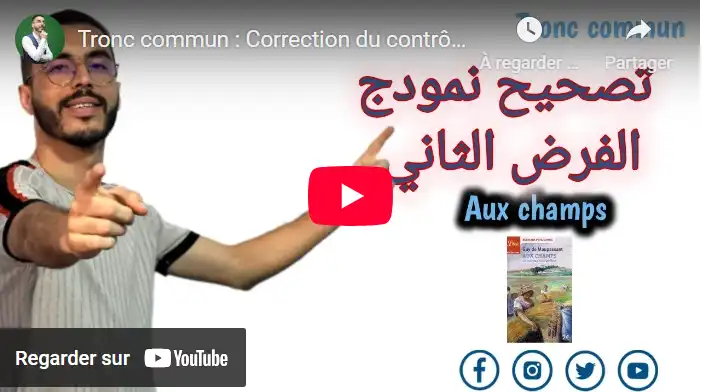 Tronc commun : Correction du contrô...
Tronc commun
À regarder ...
Partager
تصحيح نمودج
الفرض الثاني
Aux champs
Guy de Maupassant
AUX CHAMPS
Regarder sur YouTube